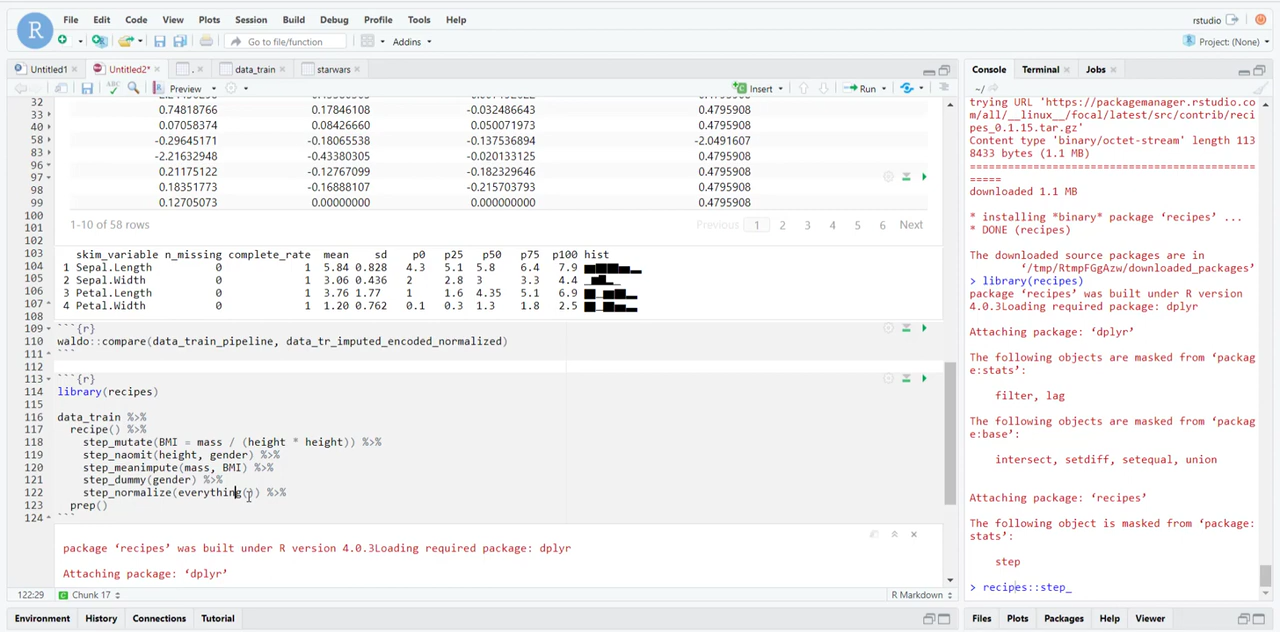 File Edit Code View Plots Session Build Debug Profile Tools Help
rstudio
Go to file/function
Addins
Project: (None)
Untitled1
Untitled2*
.
data_train
starwars
Preview
Insert
Run
32
33
40
58
83
96
97
98
99
100
101
102
103
104
105
106
107
108
0.74818766 0.17846108 -0.032486643 0.4795908
0.07058374 0.08426660 0.050071973 0.4795908
-0.29645171 -0.18065538 -0.137536894 -2.0491607
-2.21632948 -0.43380302 -0.020133125 0.4795908
0.21175122 -0.12767099 -0.182329646 0.4795908
0.18351773 -0.16888107 -0.215703793 0.4795908
0.12705073 0.00000000 0.000000000 0.4795908
1-10 of 58 rows
Previous 1 2 3 4 5 6 Next
skim_variable n_missing complete_rate mean sd p0 p25 p50 p75 p100 hist
1 Sepal.Length 0 1 5.84 0.828 4.3 5.1 5.8 6.4 7.9
2 Sepal.Width 0 1 3.06 0.436 2 2.8 3 3.3 4.4
3 Petal.Length 0 1 3.76 1.77 1 1.6 4.35 5.1 6.9
4 Petal.Width 0 1 1.20 0.762 0.1 0.3 1.3 1.8 2.5
109 ```{r}
110 waldo::compare(data_train_pipeline, data_tr_imputed_encoded_normalized)
111 ```
112
113 ```{r}
114 library(recipes)
115
116 data_train %>%
117 recipe() %>%
118 step_mutate(BMI = mass / (height * height)) %>%
119 step_naomit(height, gender) %>%
120 step_meanimpute(mass, BMI) %>%
121 step_dummy(gender) %>%
122 step_normalize(everything()) %>%
123 prep()
124 ```
package ‘recipes’ was built under R version 4.0.3Loading required package: dplyr
Attaching package: ‘dplyr’
122:29 Chunk 17 R Markdown
Environment History Connections Tutorial
Console Terminal Jobs
~/
trying URL 'https://packagemanager.rstudio.co
m/all/__linux__/focal/latest/src/contrib/reci
pes_0.1.15.tar.gz'
Content type 'binary/octet-stream' length 113
8433 bytes (1.1 MB)
=============================================
=====
downloaded 1.1 MB
* installing *binary* package ‘recipes’ ...
* DONE (recipes)
The downloaded source packages are in
‘/tmp/RtmpFGgAzw/downloaded_packages’
> library(recipes)
package ‘recipes’ was built under R version
4.0.3Loading required package: dplyr
Attaching package: ‘dplyr’
The following objects are masked from ‘packag
e:stats’:
filter, lag
The following objects are masked from ‘packag
e:base’:
intersect, setdiff, setequal, union
Attaching package: ‘recipes’
The following object is masked from ‘package:
stats’:
step
> recipes::step_
Files Plots Packages Help Viewer